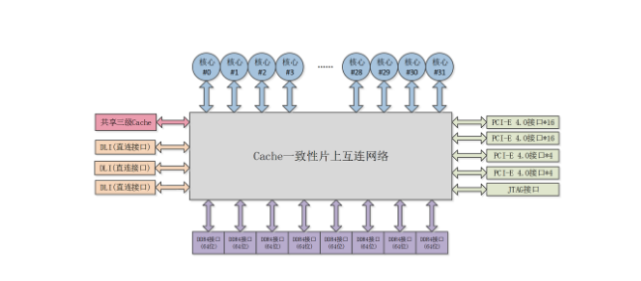 核心
#0
核心
#1
核心
#2
核心
#3
......
核心
#28
核心
#29
核心
#30
核心
#31
共享三级Cache
DLI(直连接口)
DLI(直连接口)
DLI(直连接口)
Cache一致性片上互连网络
PCI-E 4.0接口*16
PCI-E 4.0接口*16
PCI-E 4.0接口*4
PCI-E 4.0接口*4
JTAG接口
DDR4接口
(64位)
DDR4接口
(64位)
DDR4接口
(64位)
DDR4接口
(64位)
DDR4接口
(64位)
DDR4接口
(64位)
DDR4接口
(64位)
DDR4接口
(64位)